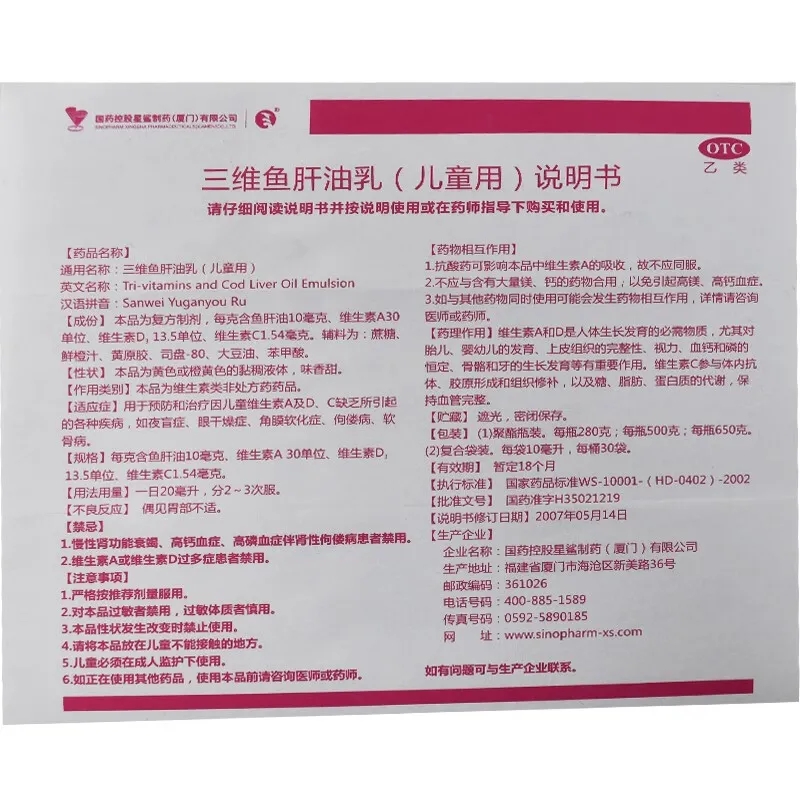 国药控股星鲨制药(厦门)有限公司
OTC
乙类
三维鱼肝油乳(儿童用)说明书
请仔细阅读说明书并按说明使用或在药师指导下购买和使用。
【药品名称】
通用名称:三维鱼肝油乳(儿童用)
英文名称:Tri-vitamins and Cod Liver Oil Emulsion
汉语拼音:Sanwei Yuganyou Ru
【成份】 本品为复方制剂,每克含鱼肝油10毫克、维生素A30
单位、维生素D, 13.5单位、维生素C1.54毫克。辅料为:蔗糖、
鲜橙汁、黄原胶、司盘-80、大豆油、苯甲酸。
【性状】 本品为黄色或橙黄色的黏稠液体,味香甜。
【作用类别】本品为维生素类非处方药药品。
【适应症】用于预防和治疗因儿童维生素A及D、C缺乏所引起
的各种疾病,如夜盲症、眼干燥症、角膜软化症、佝偻病、软
骨病。
【规格】每克含鱼肝油10毫克、维生素A 30单位、维生素D,
13.5单位、维生素C1.54毫克。
【用法用量】一日20毫升,分2~3次服。
【不良反应】 偶见胃部不适。
【禁忌】
1.慢性肾功能衰竭、高钙血症、高磷血症伴肾性佝偻病患者禁用。
2.维生素A或维生素D过多症患者禁用。
【注意事项】
1.严格按推荐剂量服用。
2.对本品过敏者禁用,过敏体质者慎用。
3.本品性状发生改变时禁止使用。
4.请将本品放在儿童不能接触的地方。
5.儿童必须在成人监护下使用。
6.如正在使用其他药品,使用本品前请咨询医师或药师。
【药物相互作用】
1.抗酸药可影响本品中维生素A的吸收,故不应同服。
2.不应与含有大量镁、钙的药物合用,以免引起高镁、高钙血症。
3.如与其他药物同时使用可能会发生药物相互作用,详情请咨询
医师或药师。
【药理作用】维生素A和D是人体生长发育的必需物质,尤其对
胎儿、婴幼儿的发育、上皮组织的完整性、视力、血钙和磷的
恒定、骨骼和牙的生长发育等有重要作用。维生素C参与体内抗
体、胶原形成和组织修补,以及糖、脂肪、蛋白质的代谢,保
持血管完整。
【贮藏】 遮光,密闭保存。
【包装】(1)聚酯瓶装。每瓶280克;每瓶500克;每瓶650克。
(2)复合袋装。每袋10毫升,每桶30袋。
【有效期】 暂定18个月
【执行标准】 国家药品标准WS-10001-(HD-0402)-2002
【批准文号】 国药准字H35021219
【说明书修订日期】2007年05月14日
【生产企业】
企业名称:国药控股星鲨制药(厦门)有限公司
生产地址:福建省厦门市海沧区新美路36号
邮政编码:361026
电话号码:400-885-1589
传真号码:0592-5890185
网 址:www.sinopharm-xs.com
如有问题可与生产企业联系。